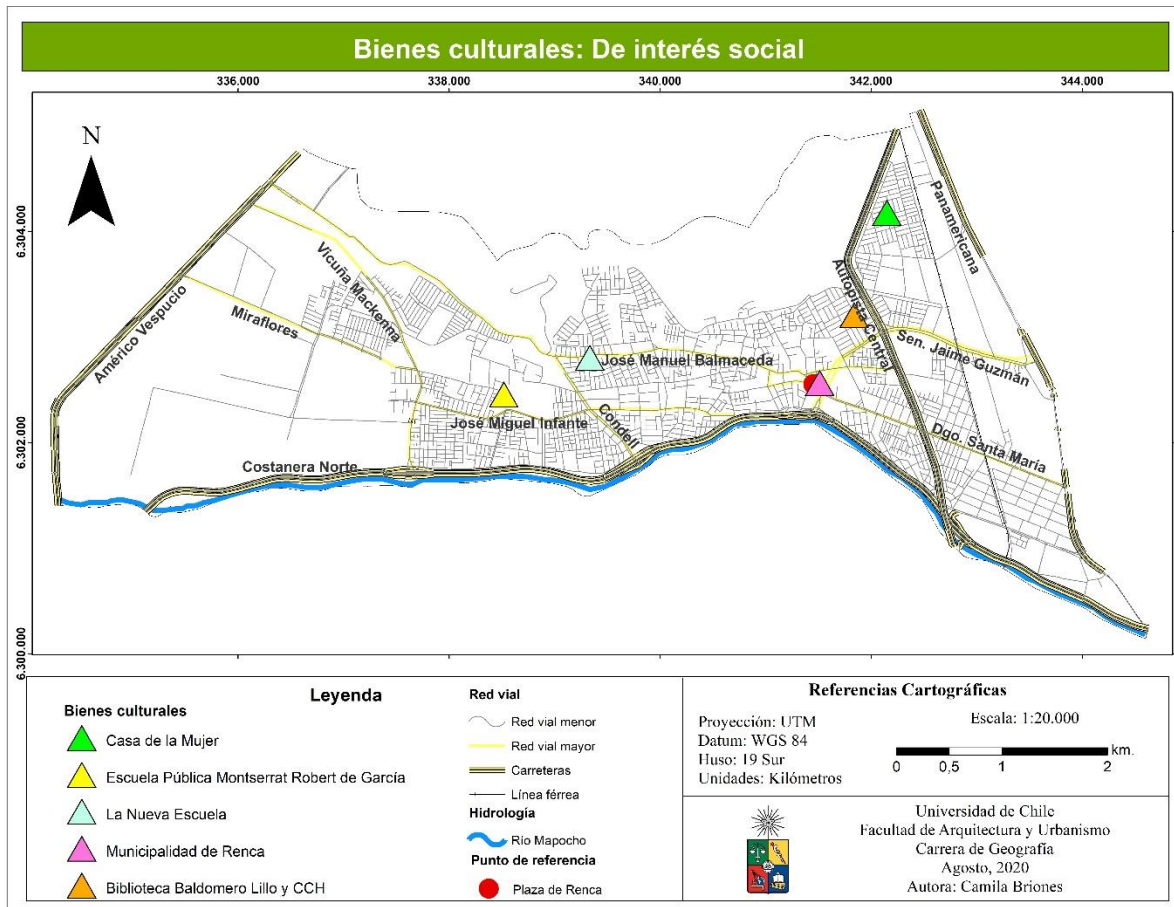 Bienes culturales: De interés social
336.000
338.000
340.000
342.000
344.000
N
6.304.000
6.302.000
6.300.000
Américo Vespucio
Miraflores
Vicuña Mackenna
Costanera Norte
José Miguel Infante
Condell
José Manuel Balmaceda
Autopista Central
Panamericana
Sen. Jaime Guzmán
Dgo. Santa María
Leyenda
Bienes culturales
Casa de la Mujer
Escuela Pública Montserrat Robert de García
La Nueva Escuela
Municipalidad de Renca
Biblioteca Baldomero Lillo y CCH
Red vial
Red vial menor
Red vial mayor
Carreteras
Línea férrea
Hidrología
Río Mapocho
Punto de referencia
Plaza de Renca
Referencias Cartográficas
Proyección: UTM
Datum: WGS 84
Huso: 19 Sur
Unidades: Kilómetros
Escala: 1:20.000
km.
0 0,5 1 2
Universidad de Chile
Facultad de Arquitectura y Urbanismo
Carrera de Geografía
Agosto, 2020
Autora: Camila Briones